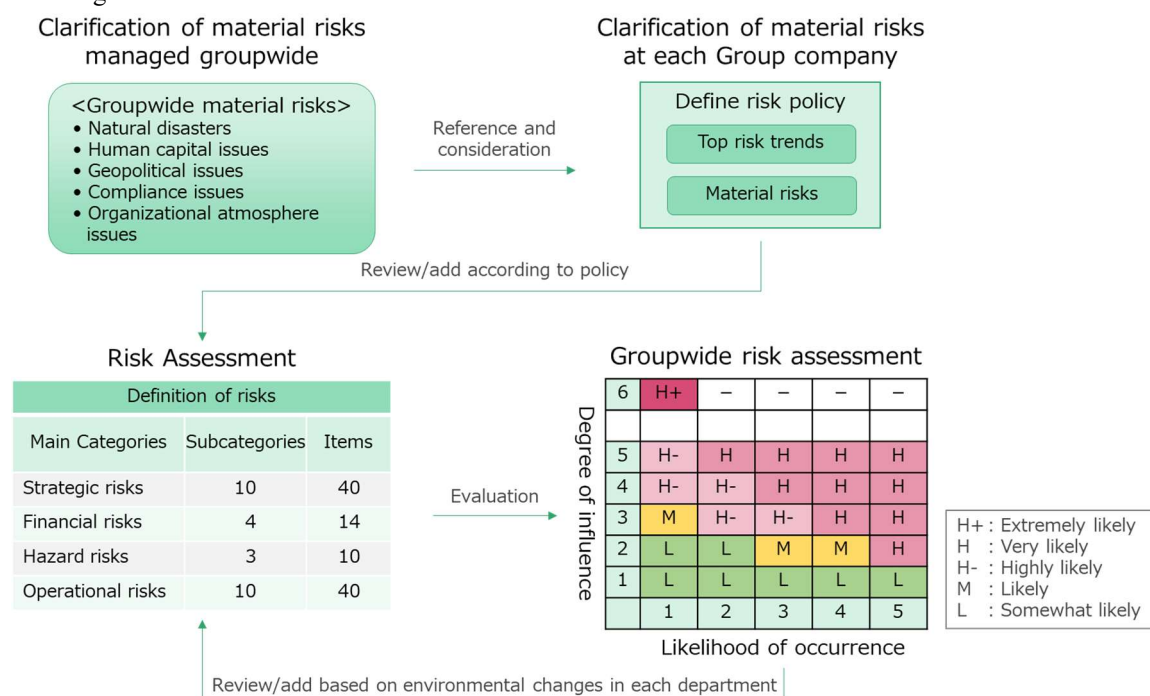 Clarification of material risks
managed groupwide
<Groupwide material risks>
• Natural disasters
• Human capital issues
• Geopolitical issues
• Compliance issues
• Organizational atmosphere
issues
Reference and
consideration
Clarification of material risks
at each Group company
Define risk policy
Top risk trends
Material risks
Review/add according to policy
Risk Assessment
Definition of risks
Main Categories Subcategories Items
Strategic risks 10 40
Financial risks 4 14
Hazard risks 3 10
Operational risks 10 40
Evaluation
Groupwide risk assessment
Degree of influence
6 H+ – – – –
5 H- H H H H
4 H- H- H H H
3 M H- H- H H
2 L L M M H
1 L L L L L
1 2 3 4 5
Likelihood of occurrence
H+ : Extremely likely
H : Very likely
H- : Highly likely
M : Likely
L : Somewhat likely
Review/add based on environmental changes in each department